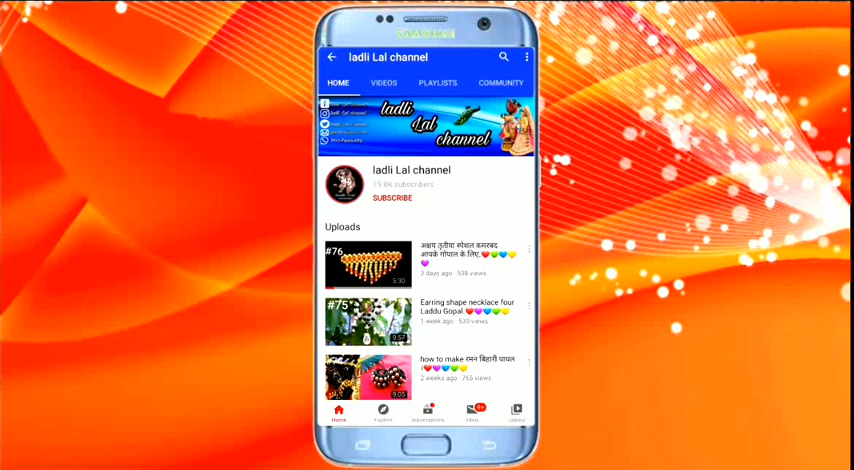 SAMSUNG
ladli Lal channel
HOME VIDEOS PLAYLISTS COMMUNITY
ladli
Lal
channel
ladli Lal channel
19.8K subscribers
SUBSCRIBE
Uploads
#76
5:30
अक्षय तृतीया स्पेशल कमरबंद
आपके गोपाल के लिए.❤️💚💙💛
💜
3 days ago · 538 views
#75
9:57
Earring shape necklace four
Laddu Gopal.❤️💜💙💚💛
1 week ago · 530 views
9:05
how to make रमन बिहारी पायल
!❤️💜💙💚💛
2 weeks ago · 765 views
Home Explore Subscriptions Inbox Library
9+